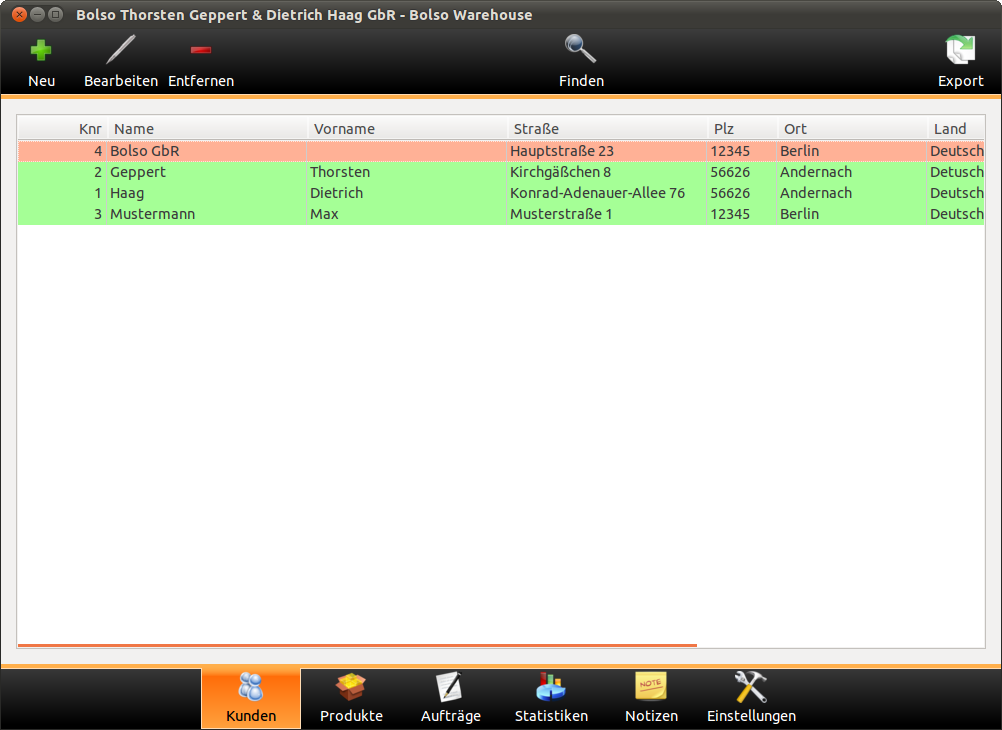 Bolso Thorsten Geppert & Dietrich Haag GbR - Bolso Warehouse
Neu Bearbeiten Entfernen Finden Export
Knr Name Vorname Straße Plz Ort Land
4 Bolso GbR Hauptstraße 23 12345 Berlin Deutsch
2 Geppert Thorsten Kirchgäßchen 8 56626 Andernach Detusch
1 Haag Dietrich Konrad-Adenauer-Allee 76 56626 Andernach Deutsch
3 Mustermann Max Musterstraße 1 12345 Berlin Deutsch
NOTE
Kunden Produkte Aufträge Statistiken Notizen Einstellungen